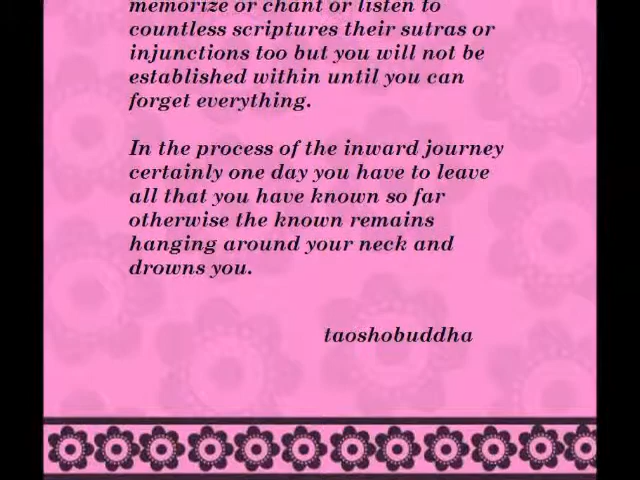 memorize or chant or listen to
countless scriptures their sutras or
injunctions too but you will not be
established within until you can
forget everything.
In the process of the inward journey
certainly one day you have to leave
all that you have known so far
otherwise the known remains
hanging around your neck and
drowns you.
taoshobuddha